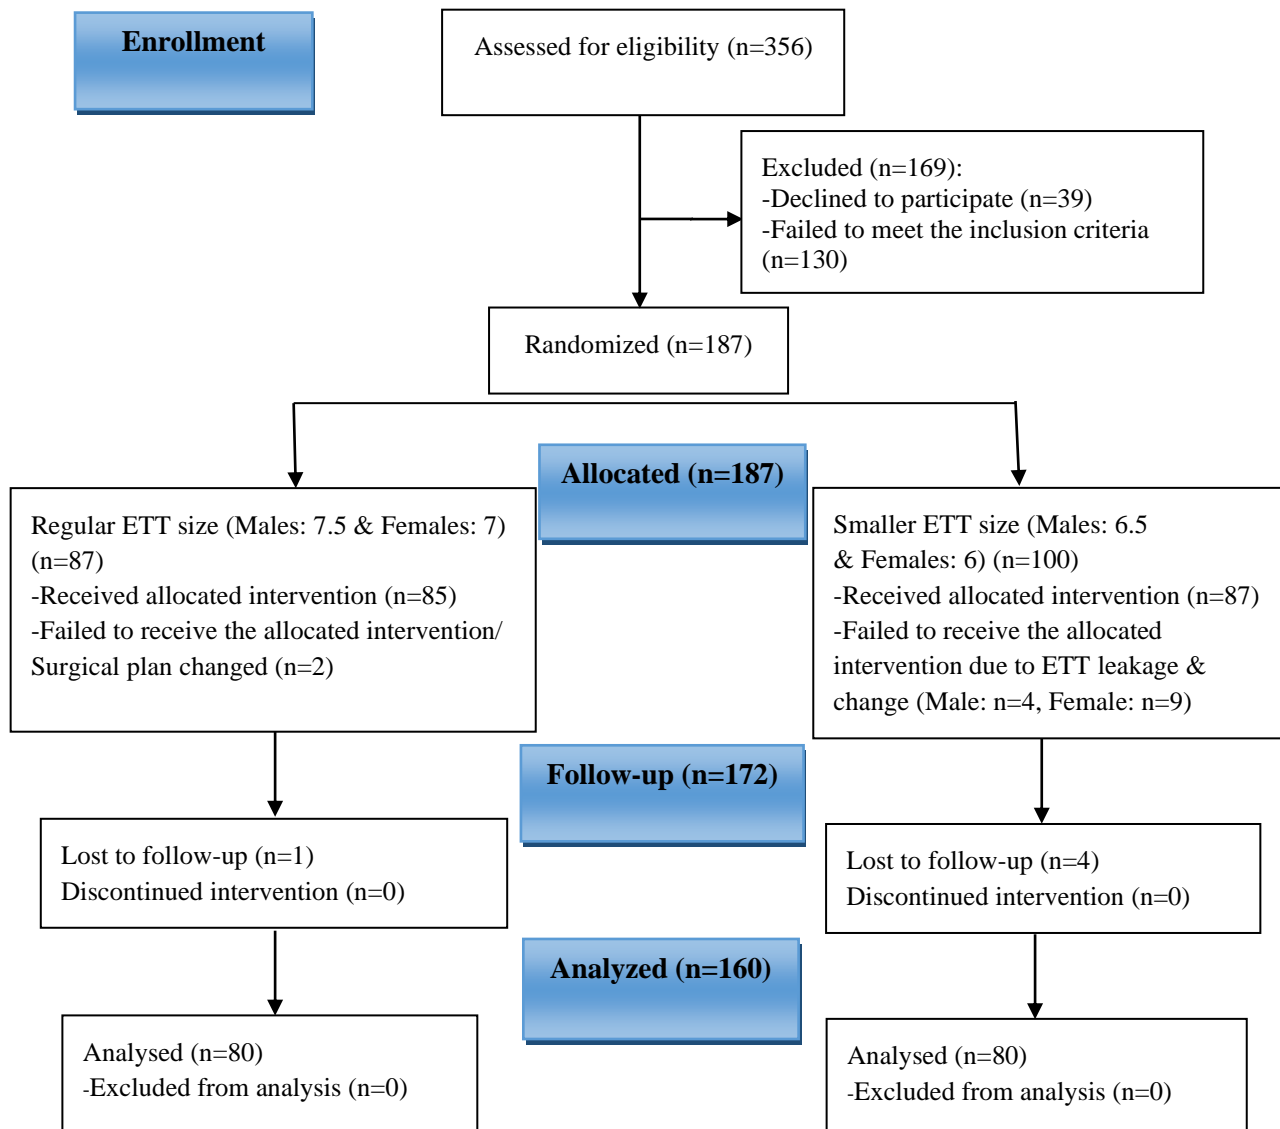 Enrollment
Assessed for eligibility (n=356)
Excluded (n=169):
-Declined to participate (n=39)
-Failed to meet the inclusion criteria
(n=130)
Randomized (n=187)
Allocated (n=187)
Regular ETT size (Males: 7.5 & Females: 7)
(n=87)
-Received allocated intervention (n=85)
-Failed to receive the allocated intervention/
Surgical plan changed (n=2)
Smaller ETT size (Males: 6.5
& Females: 6) (n=100)
-Received allocated intervention (n=87)
-Failed to receive the allocated
intervention due to ETT leakage &
change (Male: n=4, Female: n=9)
Follow-up (n=172)
Lost to follow-up (n=1)
Discontinued intervention (n=0)
Lost to follow-up (n=4)
Discontinued intervention (n=0)
Analyzed (n=160)
Analysed (n=80)
-Excluded from analysis (n=0)
Analysed (n=80)
-Excluded from analysis (n=0)